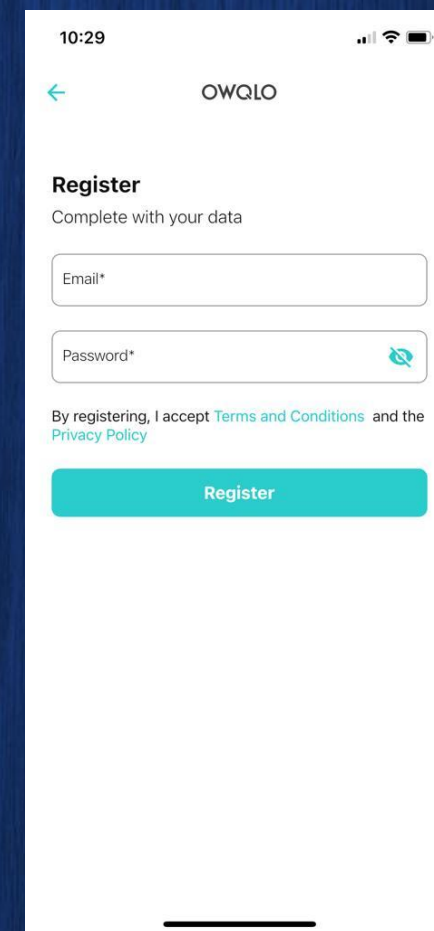 10:29
OWQLO
Register
Complete with your data
Email*
Password*
By registering, I accept Terms and Conditions and the
Privacy Policy
Register